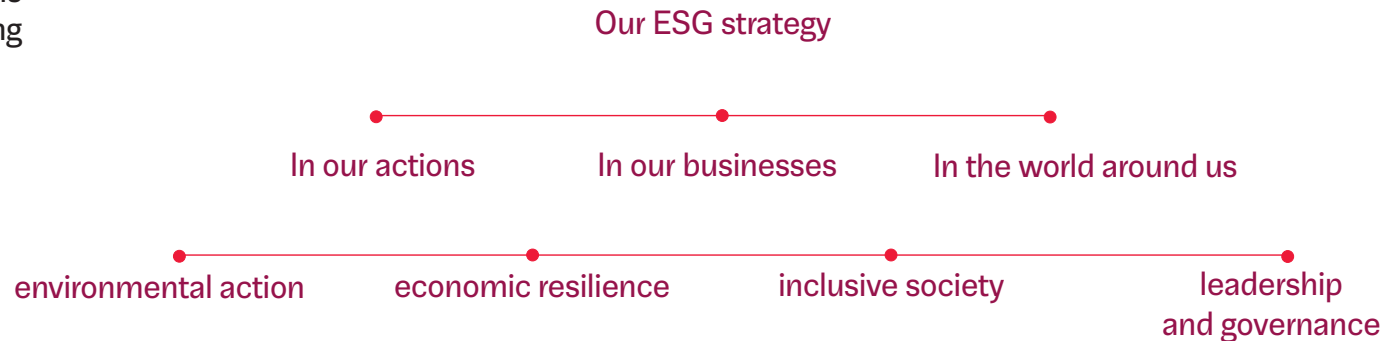 Our ESG strategy
In our actions
In our businesses
In the world around us
environmental action
economic resilience
inclusive society
leadership
and governance